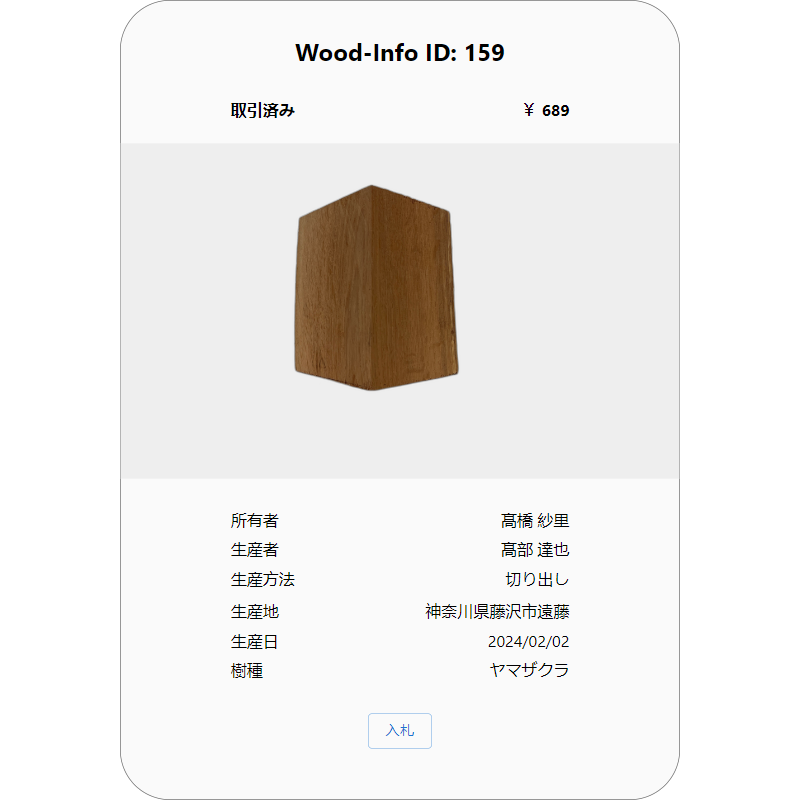 Wood-Info ID: 159
取引済み ￥ 689
所有者 髙橋 紗里
生産者 髙部 達也
生産方法 切り出し
生産地 神奈川県藤沢市遠藤
生産日 2024/02/02
樹種 ヤマザクラ
入札